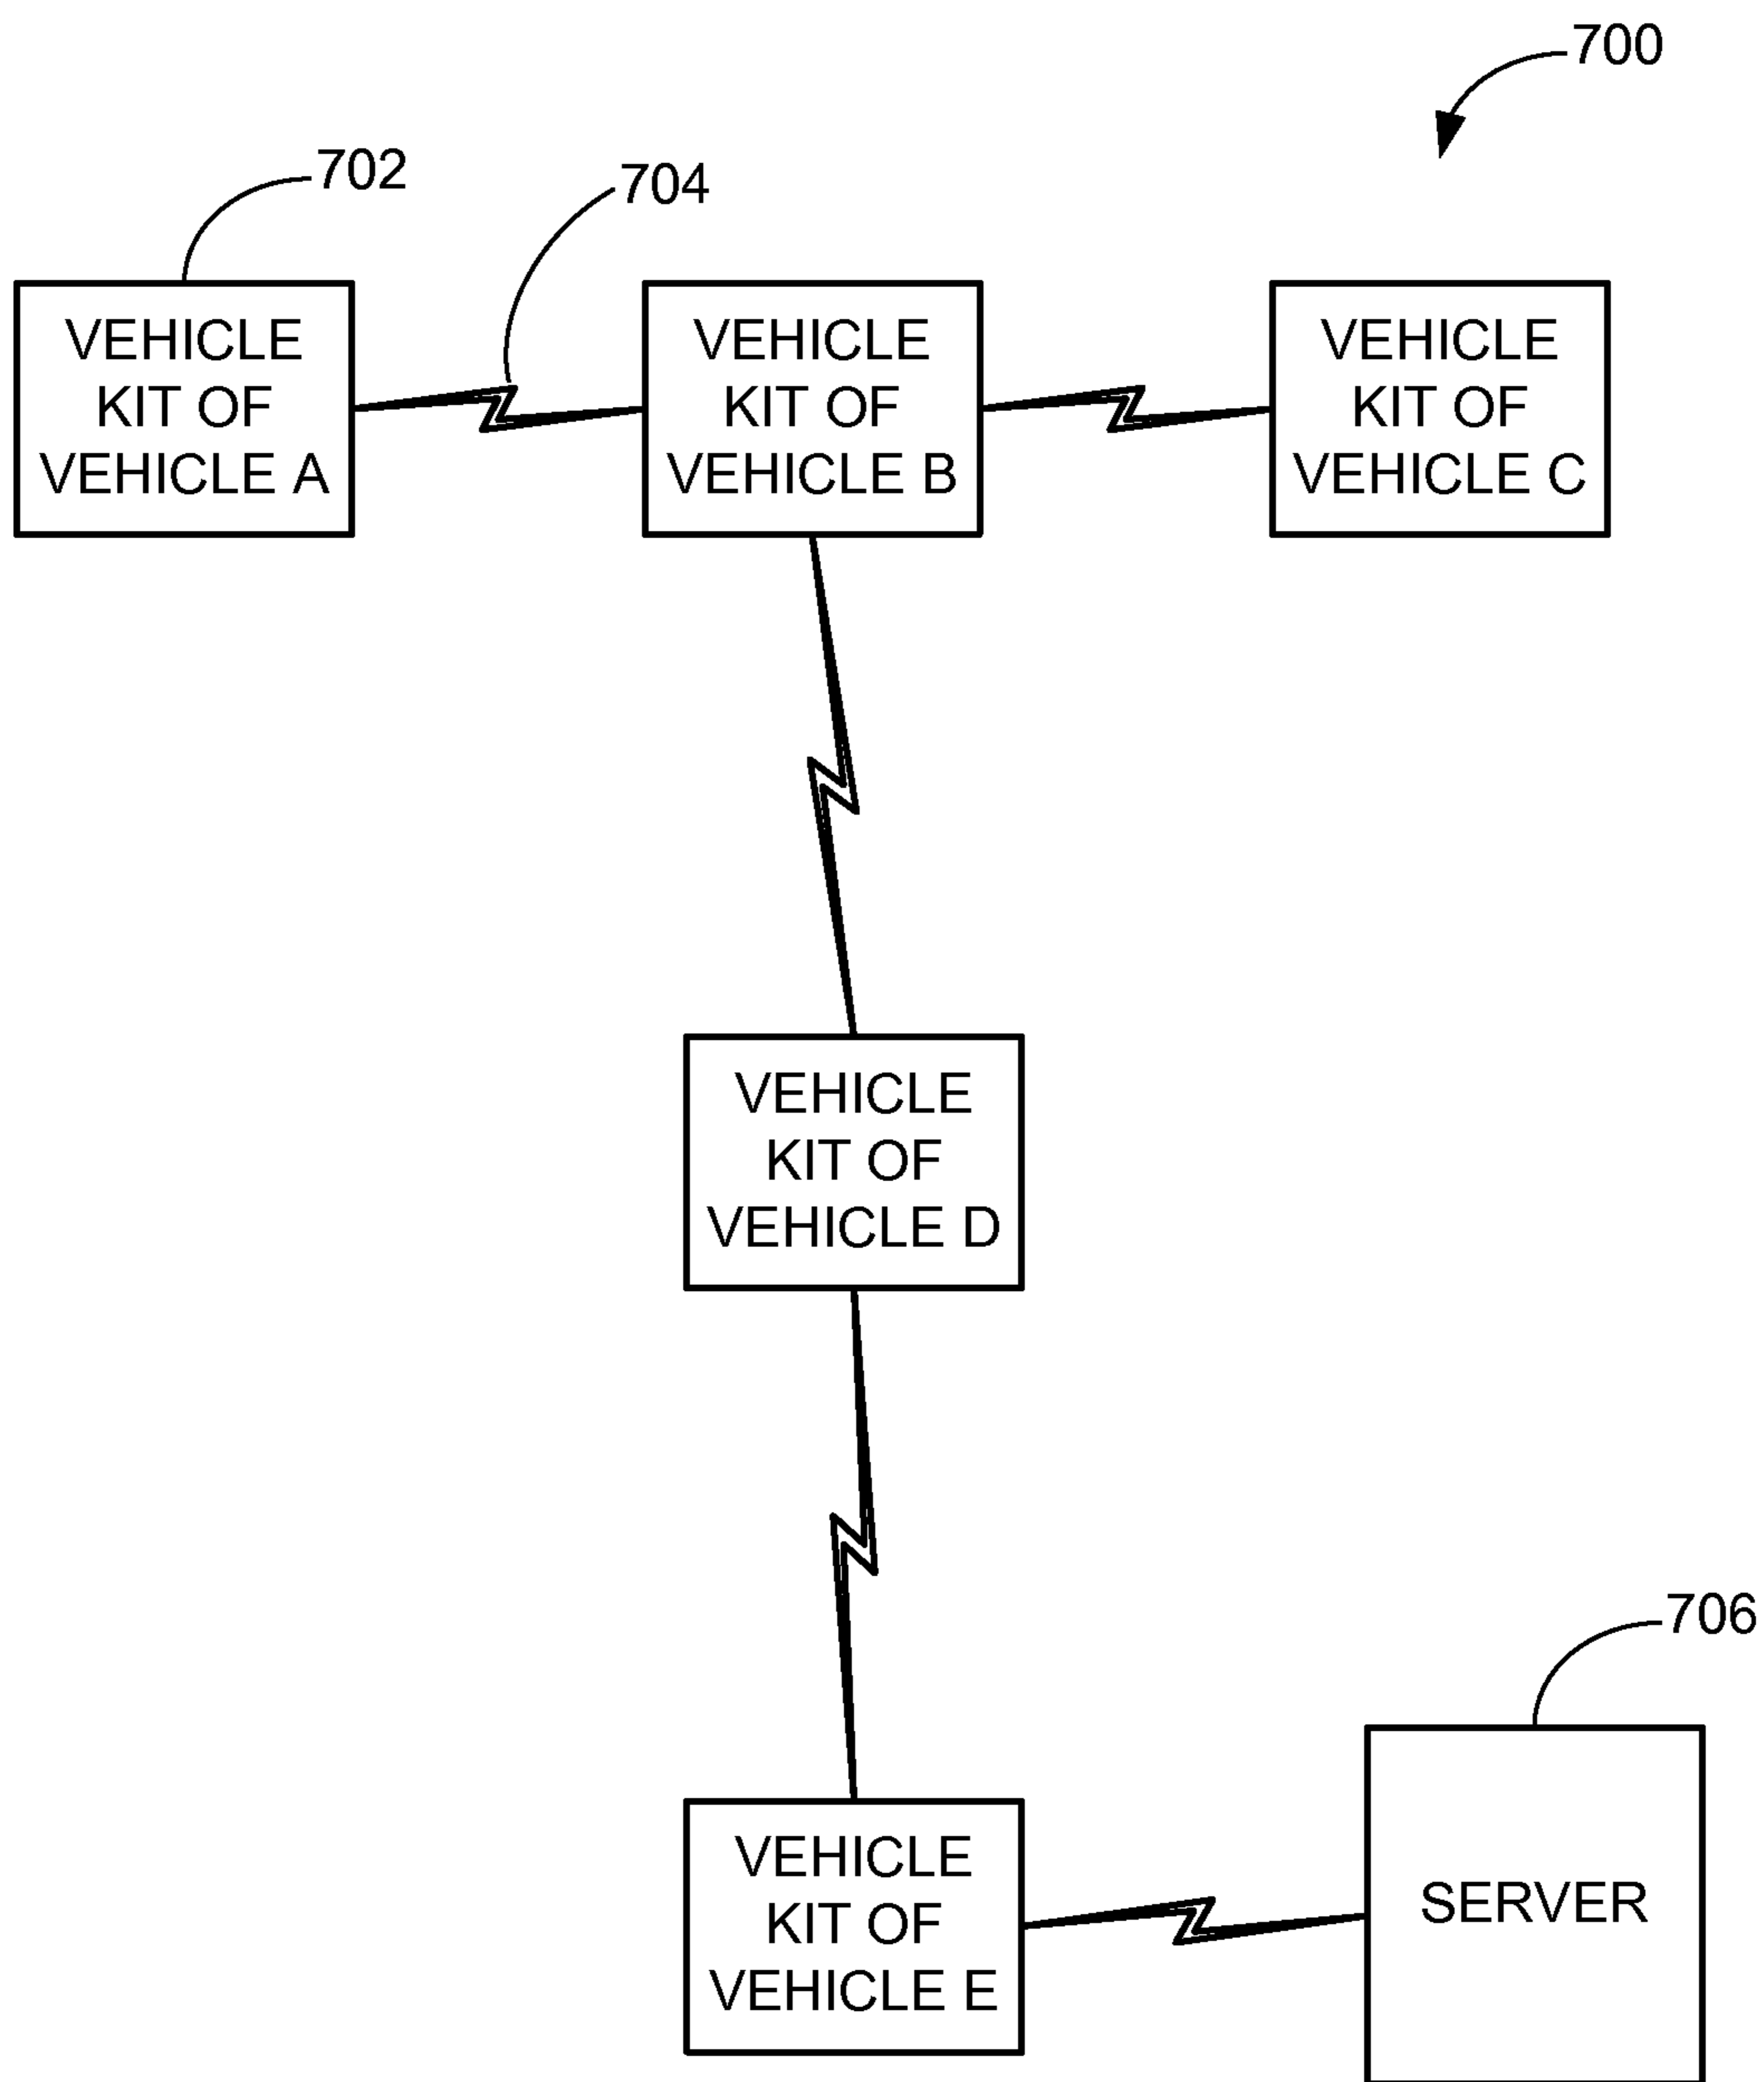 700
702
704
VEHICLE
KIT OF
VEHICLE A
VEHICLE
KIT OF
VEHICLE B
VEHICLE
KIT OF
VEHICLE C
VEHICLE
KIT OF
VEHICLE D
706
VEHICLE
KIT OF
VEHICLE E
SERVER